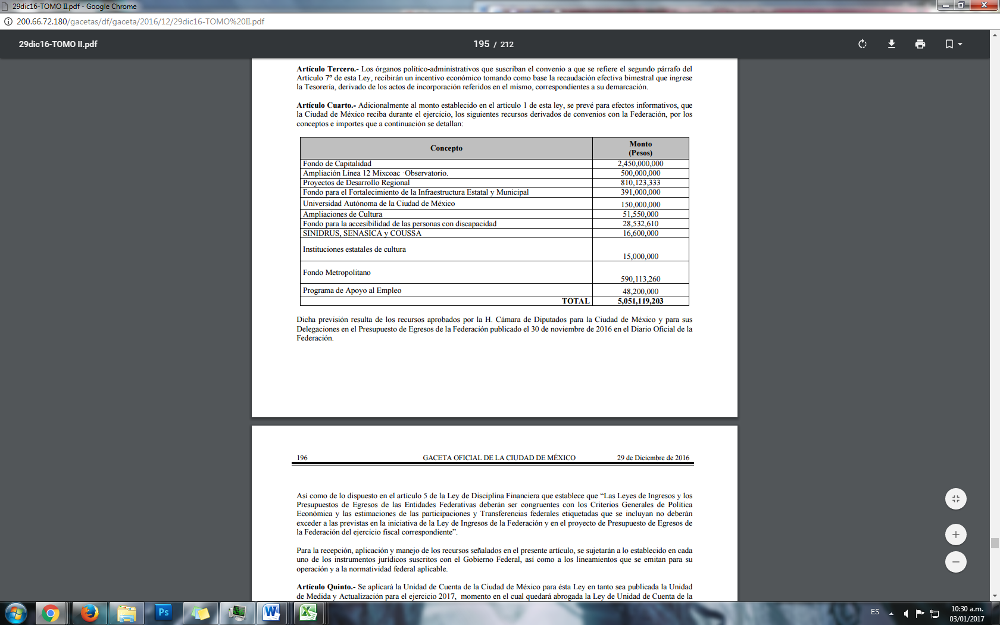 29dic16-TOMO II.pdf - Google Chrome
200.66.72.180/gacetas/df/gaceta/2016/12/29dic16-TOMO%20II.pdf
29dic16-TOMO II.pdf
195 / 212
Artículo Tercero.- Los órganos político-administrativos que suscriban el convenio a que se refiere el segundo párrafo del
Artículo 7° de esta Ley, recibirán un incentivo económico tomando como base la recaudación efectiva bimestral que ingrese
la Tesorería, derivado de los actos de incorporación referidos en el mismo, correspondientes a su demarcación.
Artículo Cuarto.- Adicionalmente al monto establecido en el artículo 1 de esta ley, se prevé para efectos informativos, que
la Ciudad de México reciba durante el ejercicio, los siguientes recursos derivados de convenios con la Federación, por los
conceptos e importes que a continuación se detallan:
Concepto Monto
(Pesos)
Fondo de Capitalidad 2,450,000,000
Ampliación Línea 12 Mixcoac ·Observatorio. 500,000,000
Proyectos de Desarrollo Regional 810,123,333
Fondo para el Fortalecimiento de la Infraestructura Estatal y Municipal 391,000,000
Universidad Autónoma de la Ciudad de México 150,000,000
Ampliaciones de Cultura 51,550,000
Fondo para la accesibilidad de las personas con discapacidad 28,532,610
SINIDRUS, SENASICA y COUSSA 16,600,000
Instituciones estatales de cultura 15,000,000
Fondo Metropolitano 590,113,260
Programa de Apoyo al Empleo 48,200,000
TOTAL 5,051,119,203
Dicha previsión resulta de los recursos aprobados por la H. Cámara de Diputados para la Ciudad de México y para sus
Delegaciones en el Presupuesto de Egresos de la Federación publicado el 30 de noviembre de 2016 en el Diario Oficial de la
Federación.
196 GACETA OFICIAL DE LA CIUDAD DE MÉXICO 29 de Diciembre de 2016
Así como de lo dispuesto en el artículo 5 de la Ley de Disciplina Financiera que establece que “Las Leyes de Ingresos y los
Presupuestos de Egresos de las Entidades Federativas deberán ser congruentes con los Criterios Generales de Política
Económica y las estimaciones de las participaciones y Transferencias federales etiquetadas que se incluyan no deberán
exceder a las previstas en la iniciativa de la Ley de Ingresos de la Federación y en el proyecto de Presupuesto de Egresos de
la Federación del ejercicio fiscal correspondiente”.
Para la recepción, aplicación y manejo de los recursos señalados en el presente artículo, se sujetarán a lo establecido en cada
uno de los instrumentos jurídicos suscritos con el Gobierno Federal, así como a los lineamientos que se emitan para su
operación y a la normatividad federal aplicable.
Artículo Quinto.- Se aplicará la Unidad de Cuenta de la Ciudad de México para ésta Ley en tanto sea publicada la Unidad
de Medida y Actualización para el ejercicio 2017, momento en el cual quedará abrogada la Ley de Unidad de Cuenta de la
Ps
ES
10:30 a.m.
03/01/2017